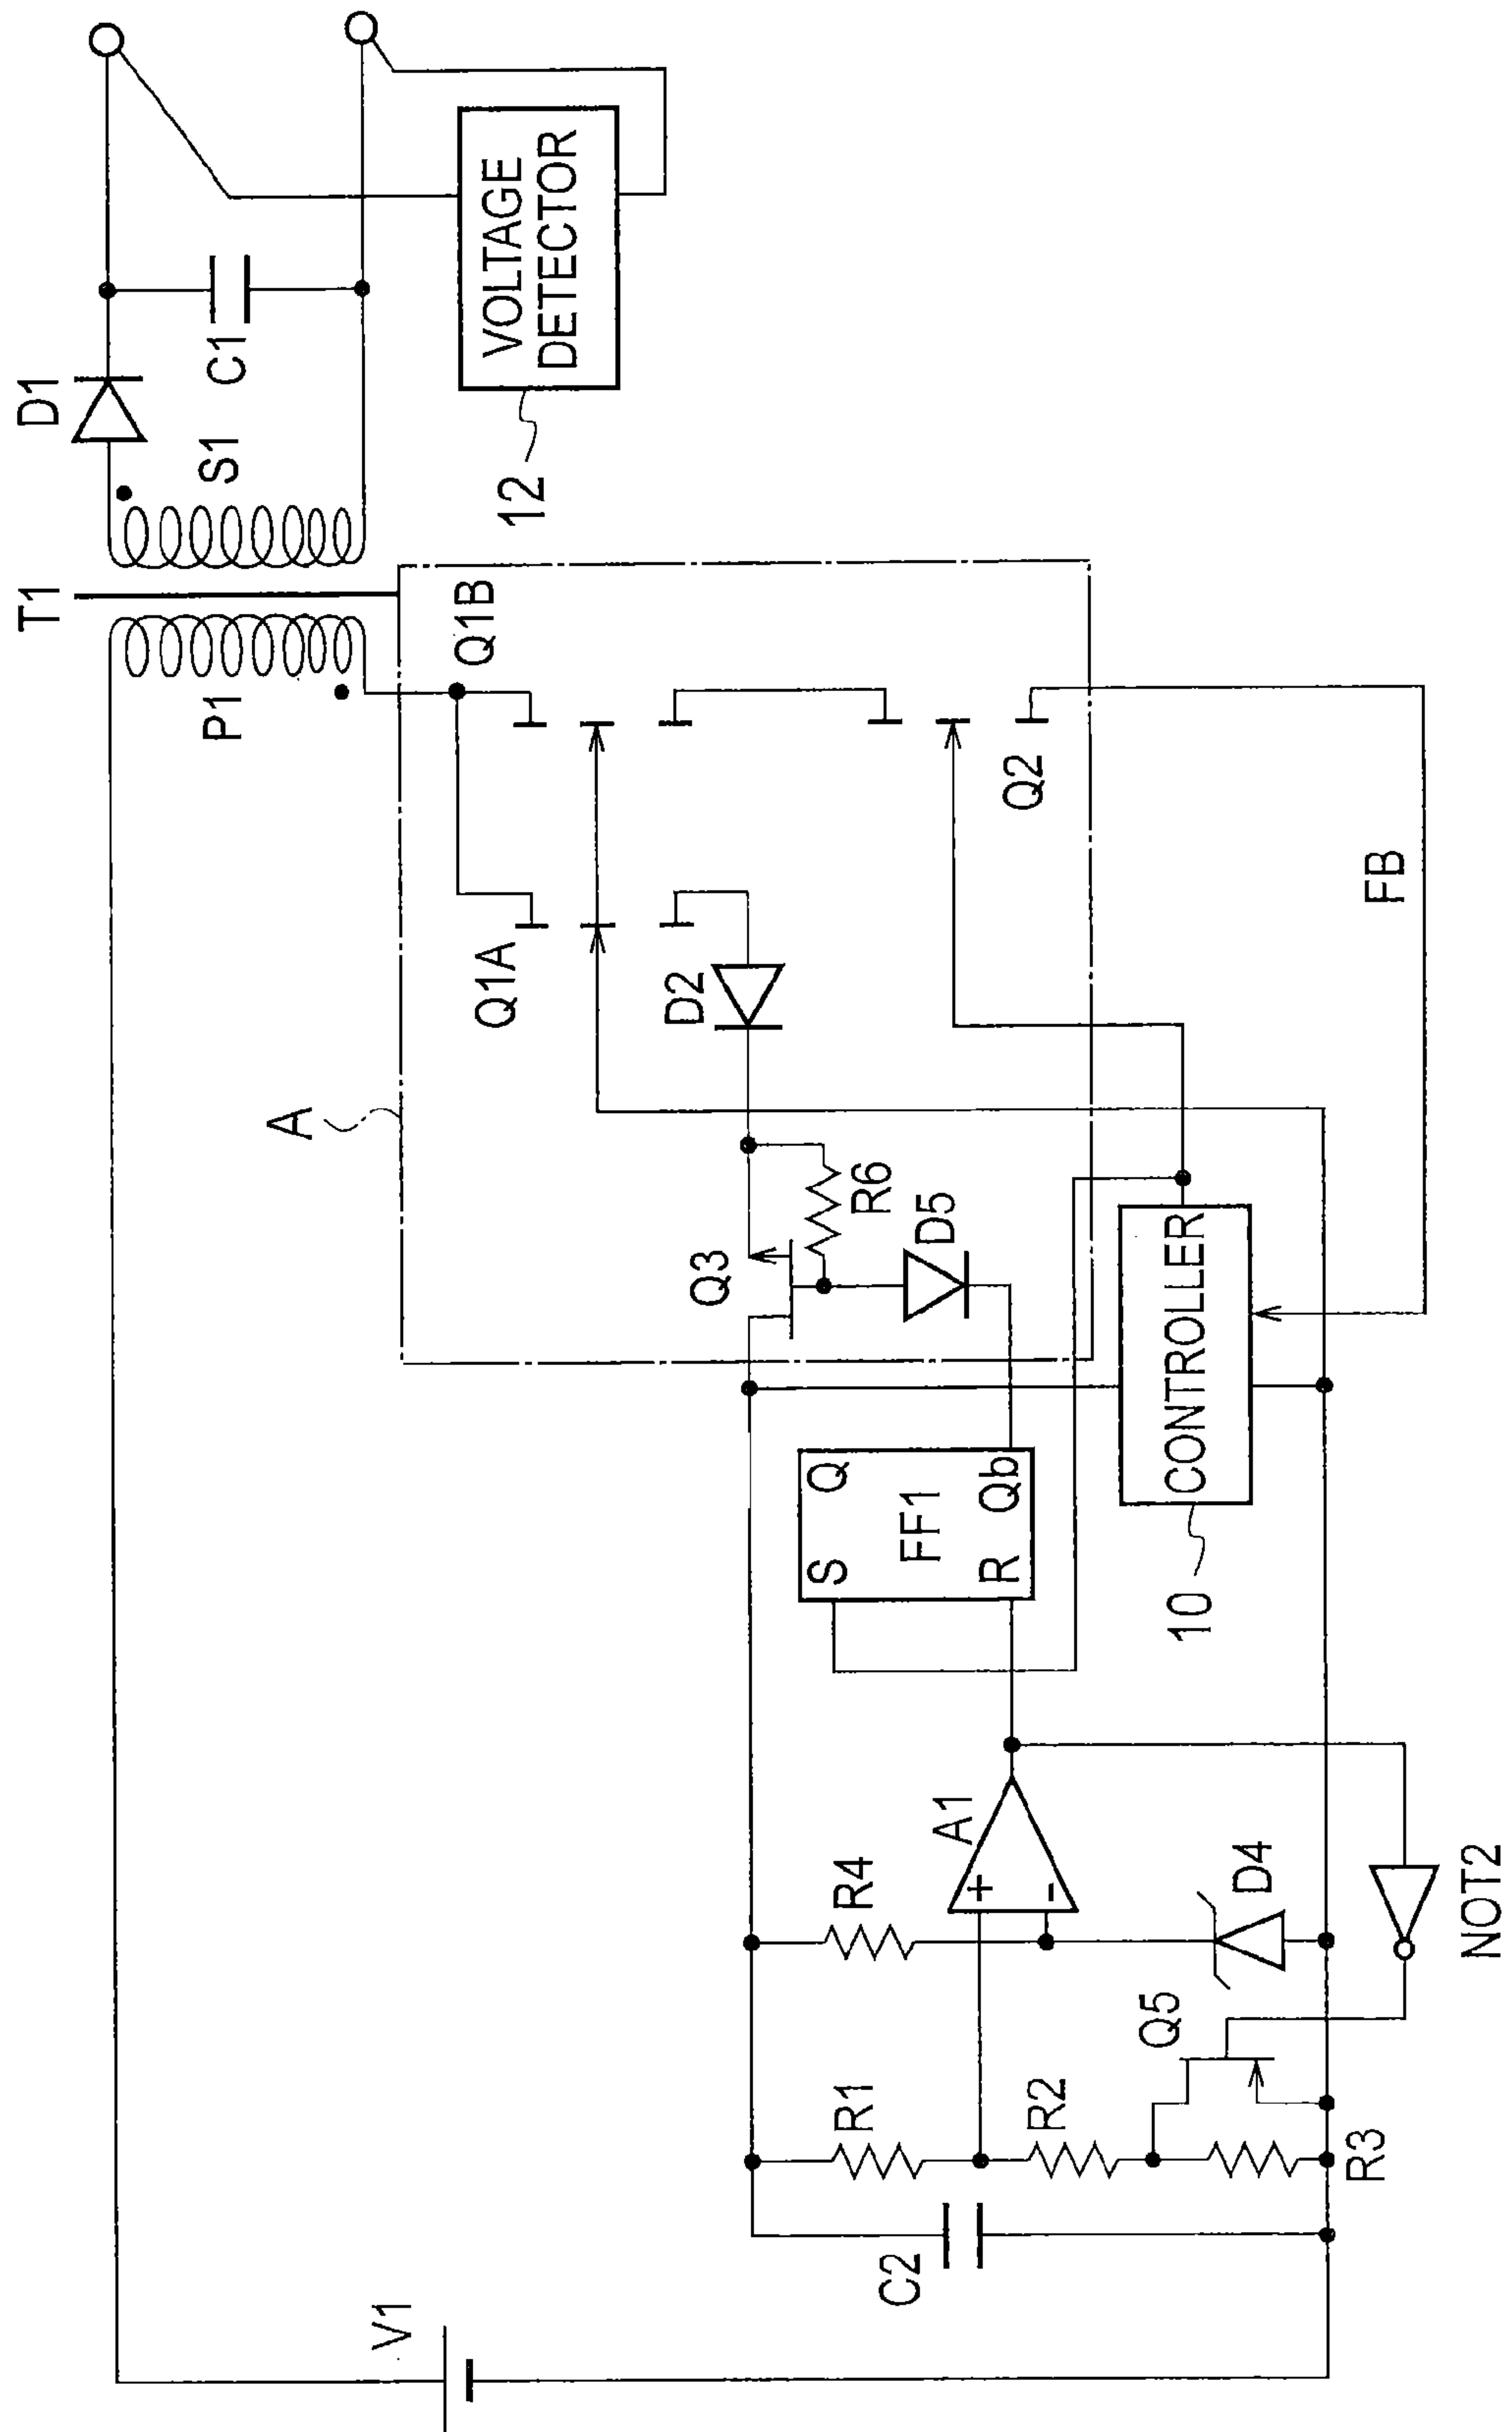 T1
D1
P1
S1
C1
VOLTAGE
DETECTOR
12
V1
A
Q1B
Q1A
D2
Q3
R6
D5
Q2
FB
S
Q
FF1
R
Qb
CONTROLLER
10
A1
+
-
R4
D4
NOT2
Q5
R1
R2
R3
C2